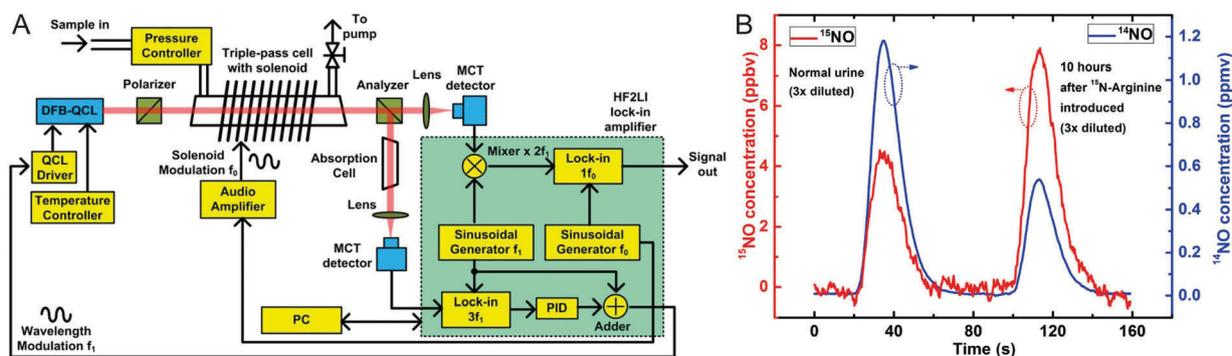 A
Sample in
Pressure
Controller
To
pump
Triple-pass cell
with solenoid
Polarizer
Analyzer
Lens
MCT
detector
HF2LI
lock-in
amplifier
DFB-QCL
QCL
Driver
Temperature
Controller
Solenoid
Modulation f₀
Audio
Amplifier
Absorption
Cell
Lens
MCT
detector
Mixer x 2f₁
Lock-in
1f₀
Signal
out
Sinusoidal
Generator f₁
Sinusoidal
Generator f₀
Lock-in
3f₁
PID
Adder
PC
Wavelength
Modulation f₁
B
¹⁵NO
¹⁴NO
Normal urine
(3x diluted)
10 hours
after ¹⁵N-Arginine
introduced
(3x diluted)
¹⁵NO concentration (ppbv)
8
6
4
2
0
¹⁴NO concentration (ppmv)
1.2
1.0
0.8
0.6
0.4
0.2
0.0
0 40 80 120 160
Time (s)